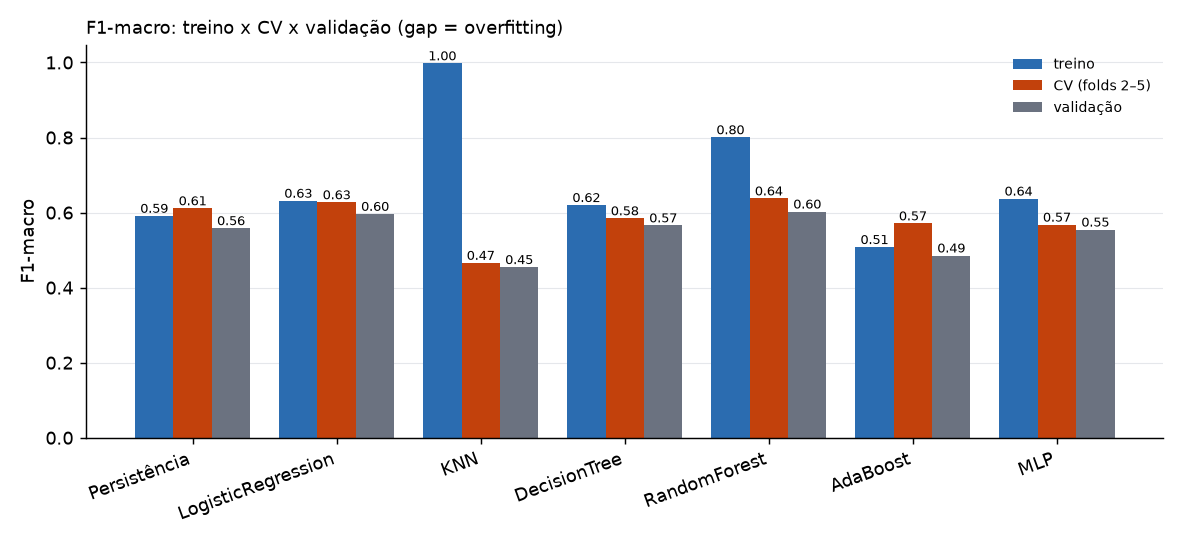 F1-macro: treino x CV x validação (gap = overfitting)
treino
CV (folds 2–5)
validação
F1-macro
1.0
0.8
0.6
0.4
0.2
0.0
0.59
0.61
0.56
0.63
0.63
0.60
1.00
0.47
0.45
0.62
0.58
0.57
0.80
0.64
0.60
0.51
0.57
0.49
0.64
0.57
0.55
Persistência
LogisticRegression
KNN
DecisionTree
RandomForest
AdaBoost
MLP